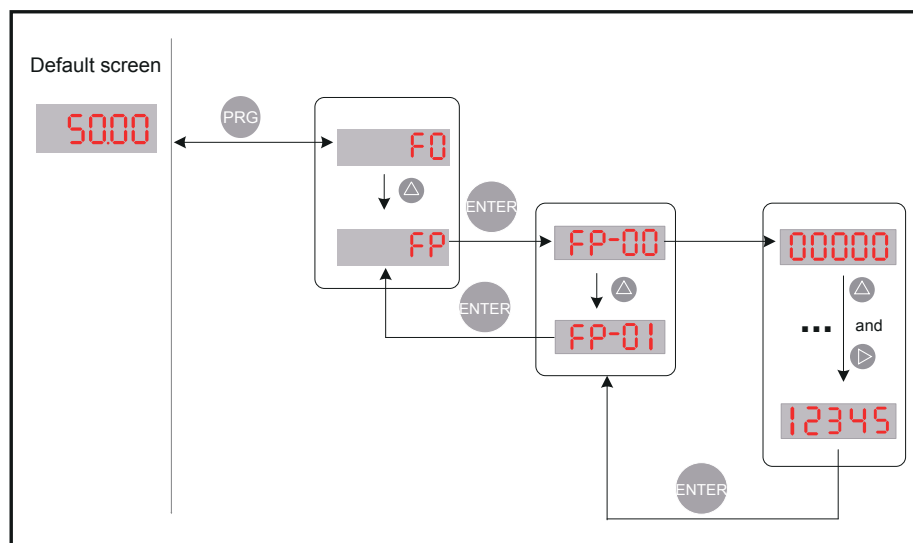 Default screen
50.00
PRG
F0
ENTER
FP
FP-00
00000
ENTER
FP-01
... and
12345
ENTER